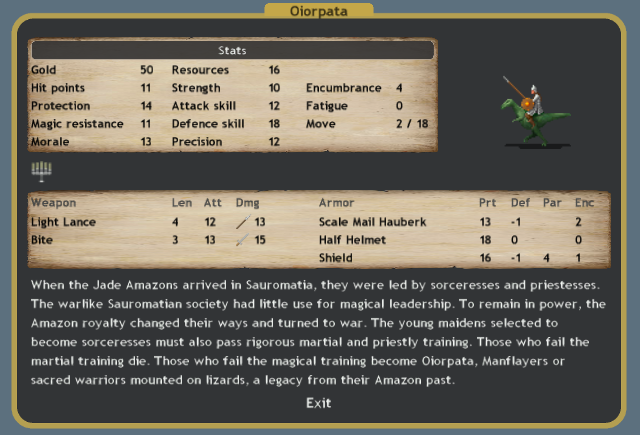 Oiorpata
Stats
Gold 50 Resources 16
Hit points 11 Strength 10 Encumbrance 4
Protection 14 Attack skill 12 Fatigue 0
Magic resistance 11 Defence skill 18 Move 2 / 18
Morale 13 Precision 12
Weapon Len Att Dmg Armor Prt Def Par Enc
Light Lance 4 12 13 Scale Mail Hauberk 13 -1 2
Bite 3 13 15 Half Helmet 18 0 0
Shield 16 -1 4 1
When the Jade Amazons arrived in Sauromatia, they were led by sorceresses and priestesses.
The warlike Sauromatian society had little use for magical leadership. To remain in power, the
Amazon royalty changed their ways and turned to war. The young maidens selected to
become sorceresses must also pass rigorous martial and priestly training. Those who fail the
martial training die. Those who fail the magical training become Oiorpata, Manflayers or
sacred warriors mounted on lizards, a legacy from their Amazon past.
Exit